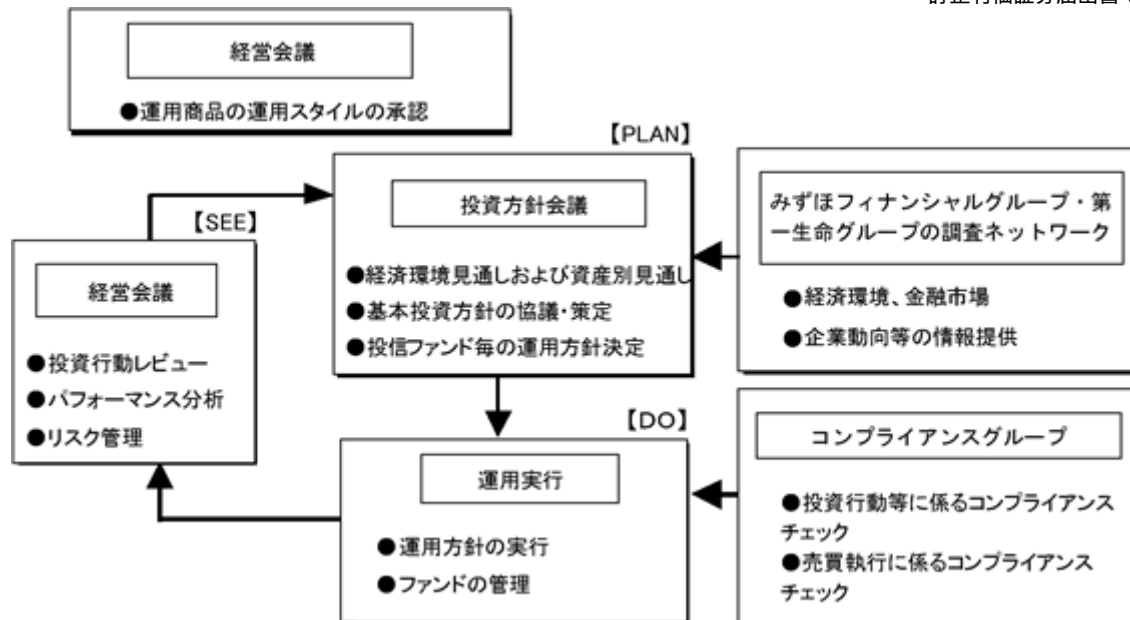 経営会議
●運用商品の運用スタイルの承認
【PLAN】
投資方針会議
●経済環境見通しおよび資産別見通し
●基本投資方針の協議・策定
●投信ファンド毎の運用方針決定
みずほフィナンシャルグループ・第
一生命グループの調査ネットワーク
●経済環境、金融市場
●企業動向等の情報提供
【SEE】
経営会議
●投資行動レビュー
●パフォーマンス分析
●リスク管理
【DO】
運用実行
●運用方針の実行
●ファンドの管理
コンプライアンスグループ
●投資行動等に係るコンプライアンス
チェック
●売買執行に係るコンプライアンス
チェック